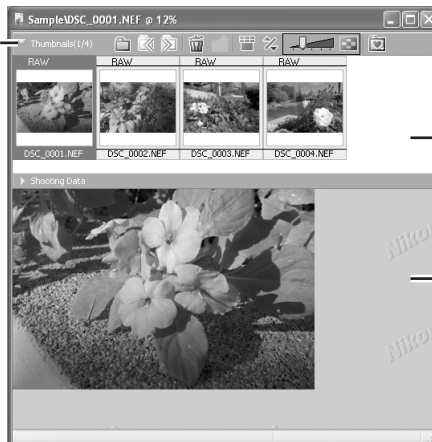 Sample\DSC_0001.NEF @ 12%
Thumbnails(1/4)
RAW RAW RAW RAW
DSC_0001.NEF DSC_0002.NEF DSC_0003.NEF DSC_0004.NEF
Shooting Data